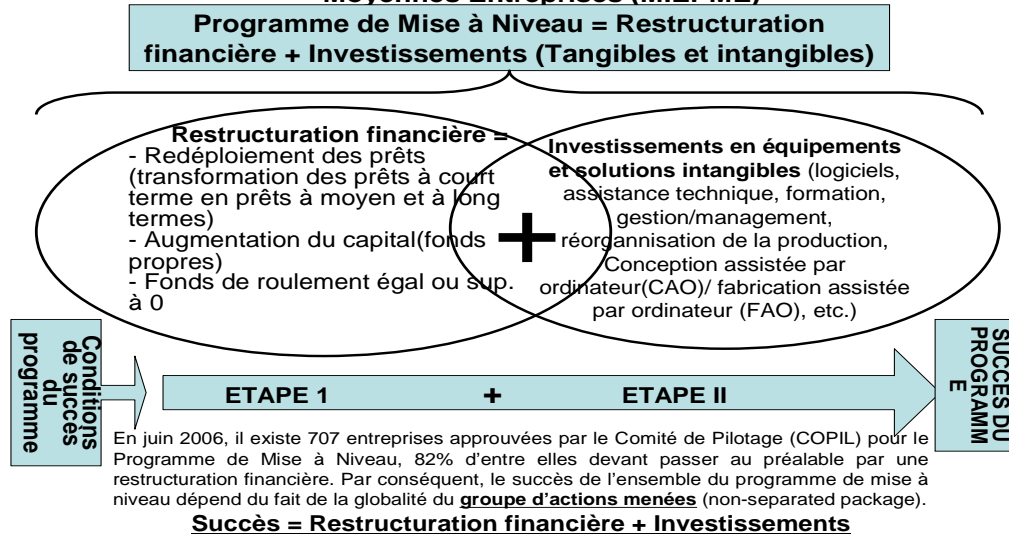 Moyennes Entreprises (MIEPME)
Programme de Mise à Niveau = Restructuration
financière + Investissements (Tangibles et intangibles)
Restructuration financière =
- Redéploiement des prêts
(transformation des prêts à court
terme en prêts à moyen et à long
termes)
- Augmentation du capital(fonds
propres)
- Fonds de roulement égal ou sup.
à 0
+
Investissements en équipements
et solutions intangibles (logiciels,
assistance technique, formation,
gestion/management,
réorgannisation de la production,
Conception assistée par
ordinateur(CAO)/ fabrication assistée
par ordinateur (FAO), etc.)
Conditions
de succès
du
programme
ETAPE 1 + ETAPE II
SUCCES DU
PROGRAMM
E
En juin 2006, il existe 707 entreprises approuvées par le Comité de Pilotage (COPIL) pour le
Programme de Mise à Niveau, 82% d'entre elles devant passer au préalable par une
restructuration financière. Par conséquent, le succès de l'ensemble du programme de mise à
niveau dépend du fait de la globalité du groupe d'actions menées (non-separated package).
Succès = Restructuration financière + Investissements